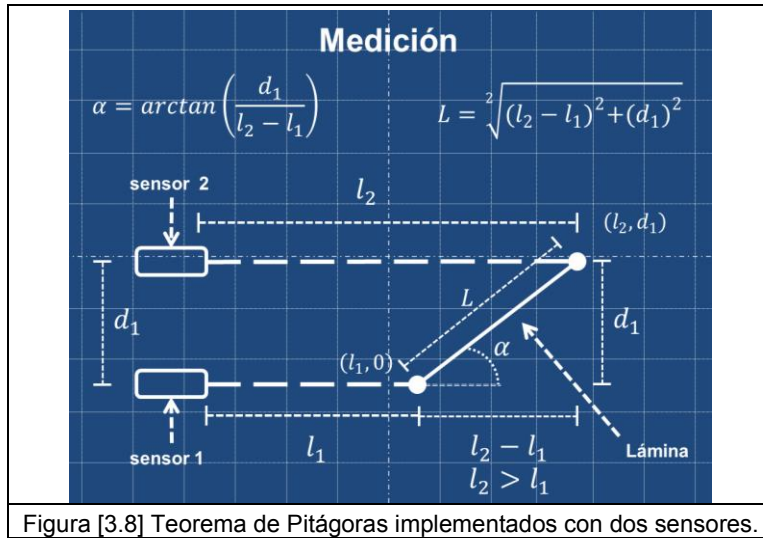 Medición
α = arctan(d₁/(l₂ − l₁))
L = ²√((l₂ − l₁)²+(d₁)²)
sensor 2
l₂
(l₂, d₁)
L
d₁
d₁
(l₁, 0)
α
sensor 1
l₁
l₂ − l₁
l₂ > l₁
Lámina
Figura [3.8] Teorema de Pitágoras implementados con dos sensores.